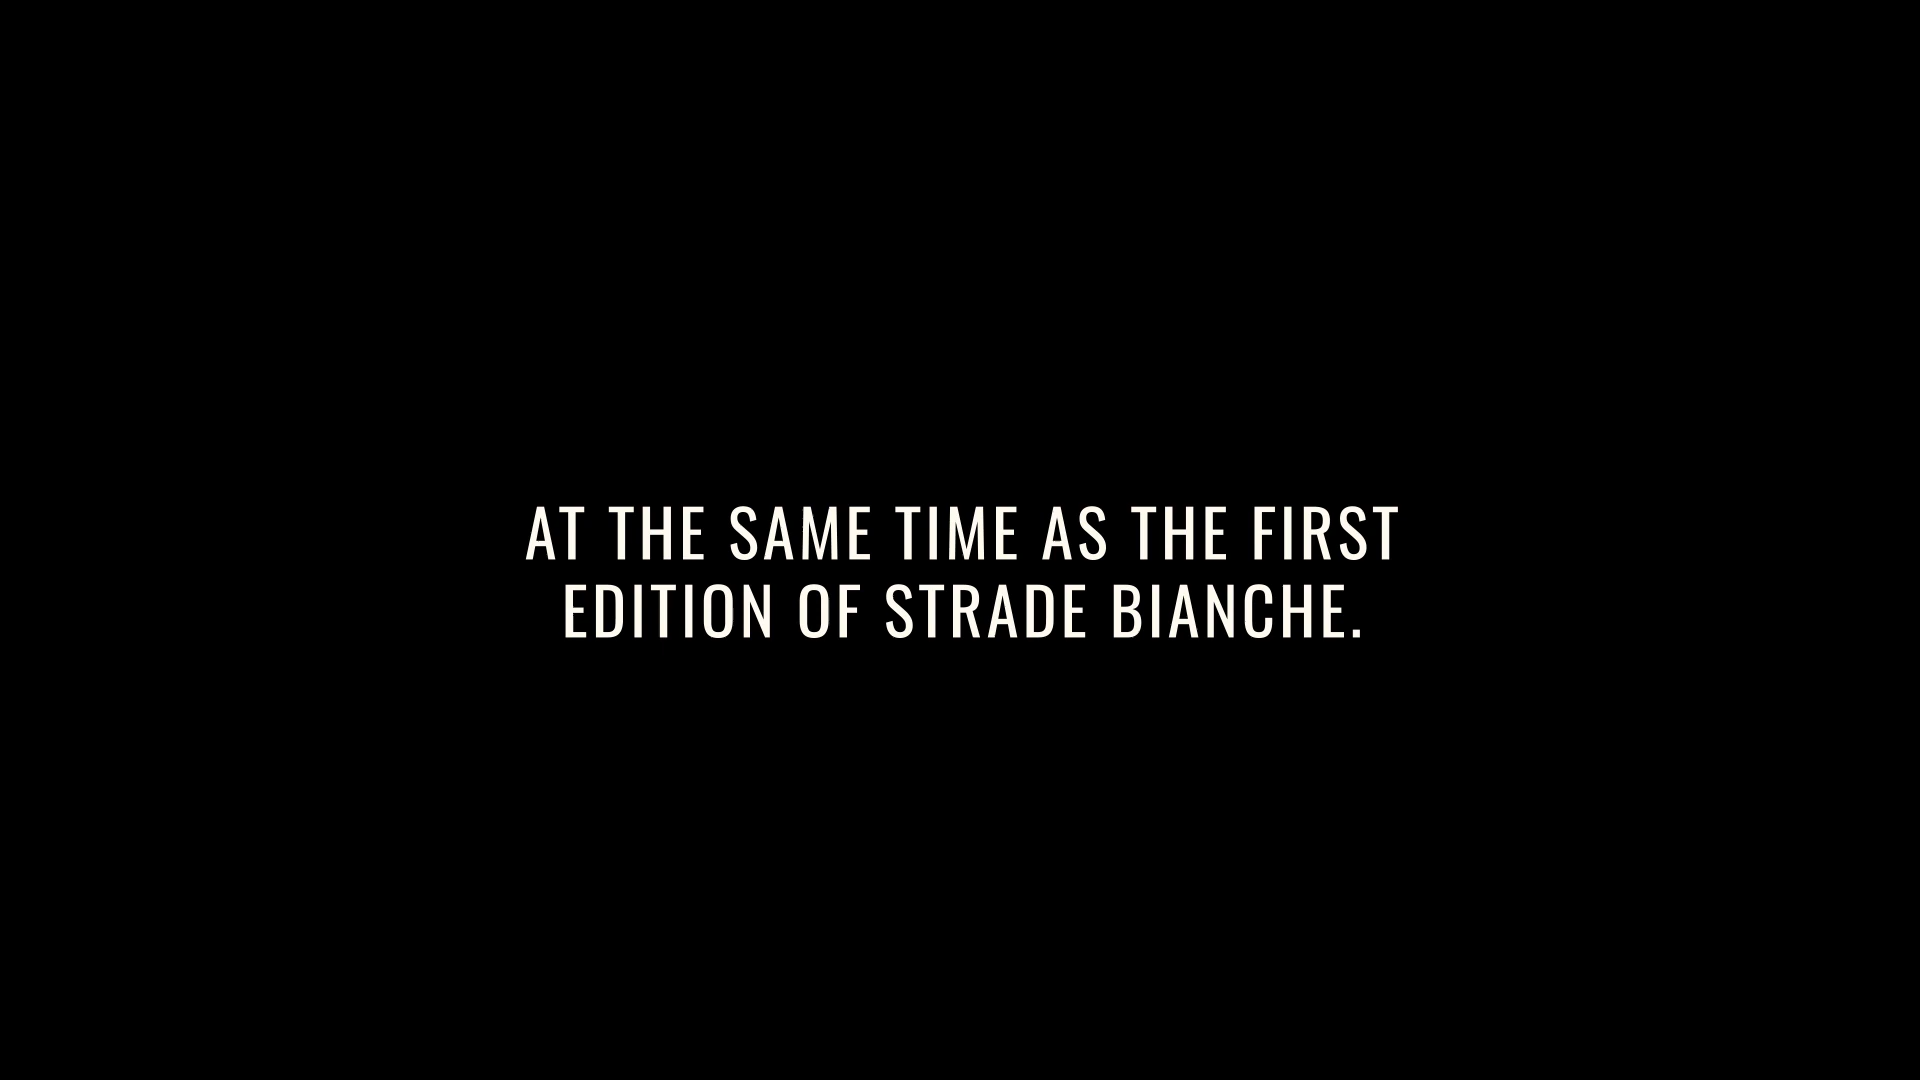 AT THE SAME TIME AS THE FIRST
EDITION OF STRADE BIANCHE.